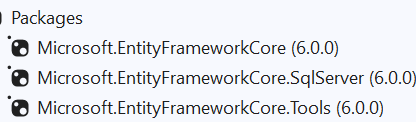 Packages
Microsoft.EntityFrameworkCore (6.0.0)
Microsoft.EntityFrameworkCore.SqlServer (6.0.0)
Microsoft.EntityFrameworkCore.Tools (6.0.0)